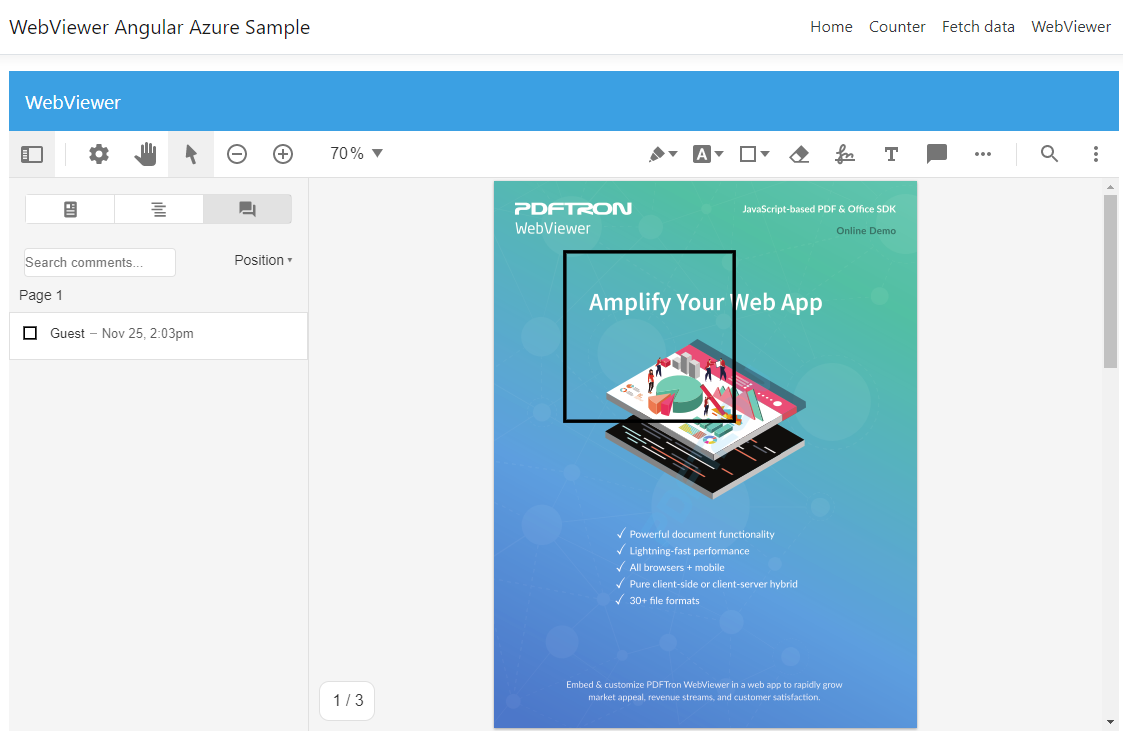 WebViewer Angular Azure Sample
Home Counter Fetch data WebViewer
WebViewer
70% 
A
T
Search comments...
Position
Page 1
Guest – Nov 25, 2:03pm
PDFTRON
WebViewer
JavaScript-based PDF & Office SDK
Online Demo
Amplify Your Web App
✓ Powerful document functionality
✓ Lightning-fast performance
✓ All browsers + mobile
✓ Pure client-side or client-server hybrid
✓ 30+ file formats
Embed & customize PDFTron WebViewer in a web app to rapidly grow
market appeal, revenue streams, and customer satisfaction.
1 / 3